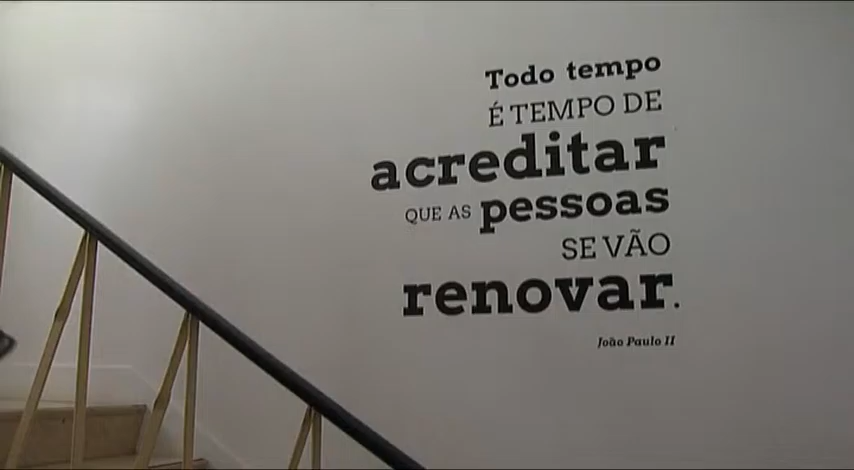 Todo tempo
É TEMPO DE
acreditar
QUE AS pessoas
SE VÃO
renovar.
João Paulo II